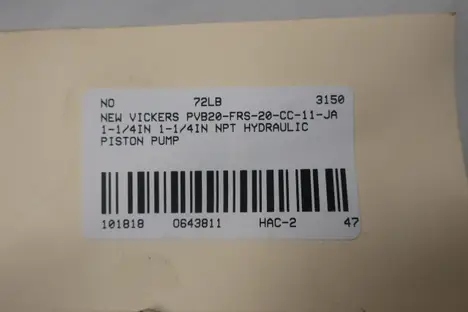 NO 72LB 3150
NEW VICKERS PVB20-FRS-20-CC-11-JA
1-1/4IN 1-1/4IN NPT HYDRAULIC
PISTON PUMP
101818 0643811 HAC-2 47